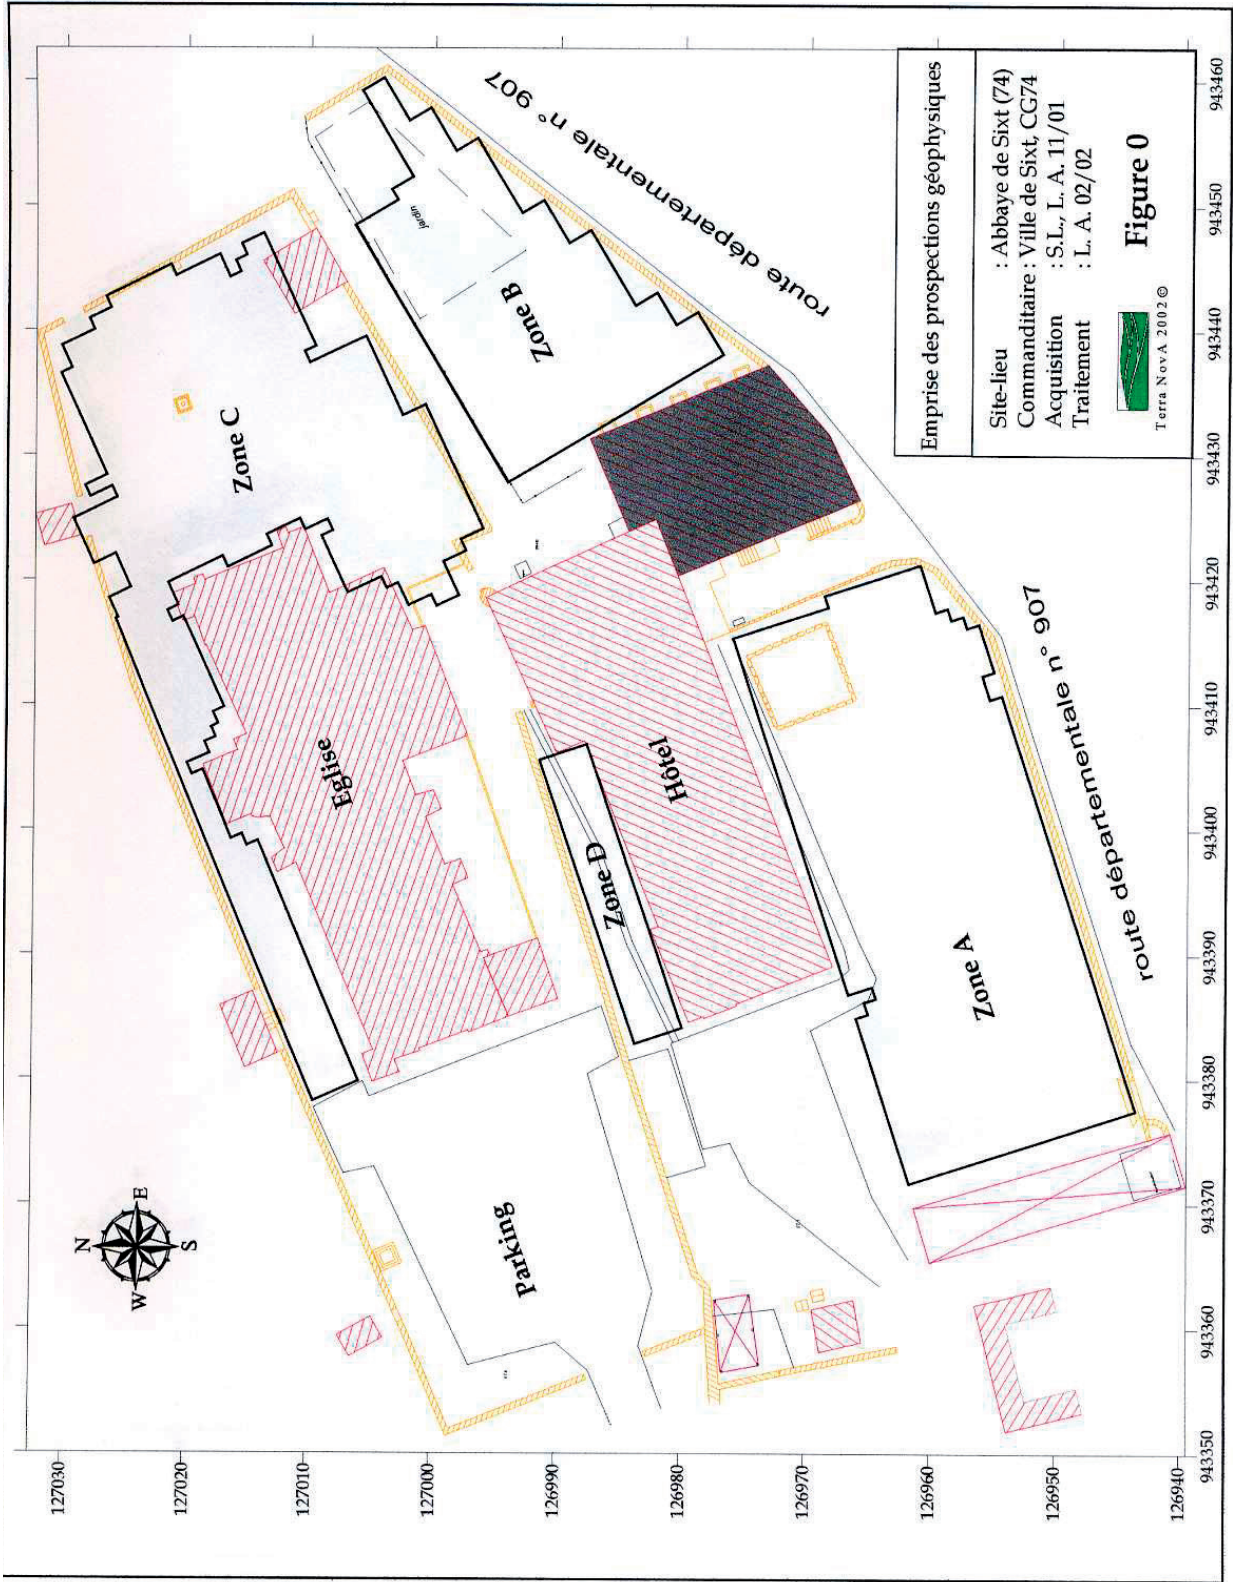 N
W E
S
Zone C
Eglise
Parking
Zone B
jardin
route départementale n° 907
Zone D
Hôtel
Zone A
route départementale n° 907
127030
127020
127010
127000
126990
126980
126970
126960
126950
126940
943350
943360
943370
943380
943390
943400
943410
943420
943430
943440
943450
943460
Emprise des prospections géophysiques
Site-lieu : Abbaye de Sixt (74)
Commanditaire : Ville de Sixt, CG74
Acquisition : S.L., L. A. 11/01
Traitement : L. A. 02/02
Terra NovA 2002 ©
Figure 0